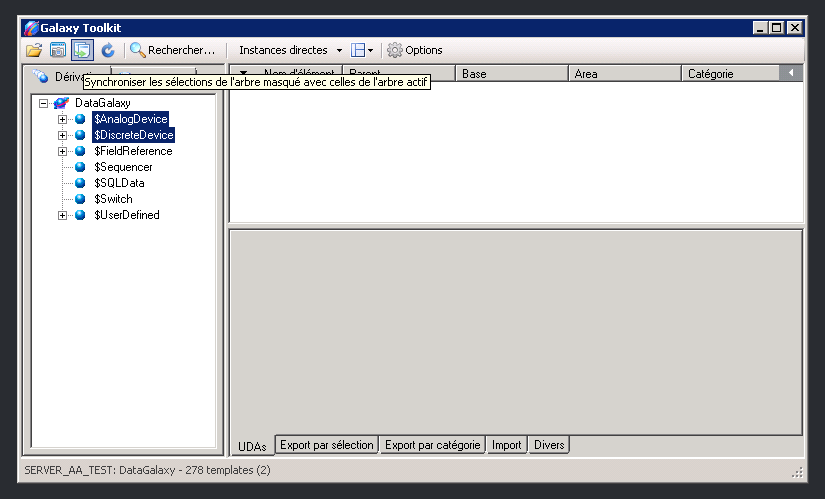 Galaxy Toolkit
Rechercher... Instances directes Options
Dérivat
Nom d'élément Parent Base Area Catégorie
Synchroniser les sélections de l'arbre masqué avec celles de l'arbre actif
DataGalaxy
$AnalogDevice
$DiscreteDevice
$FieldReference
$Sequencer
$SQLData
$Switch
$UserDefined
UDAs Export par sélection Export par catégorie Import Divers
SERVER_AA_TEST: DataGalaxy - 278 templates (2)